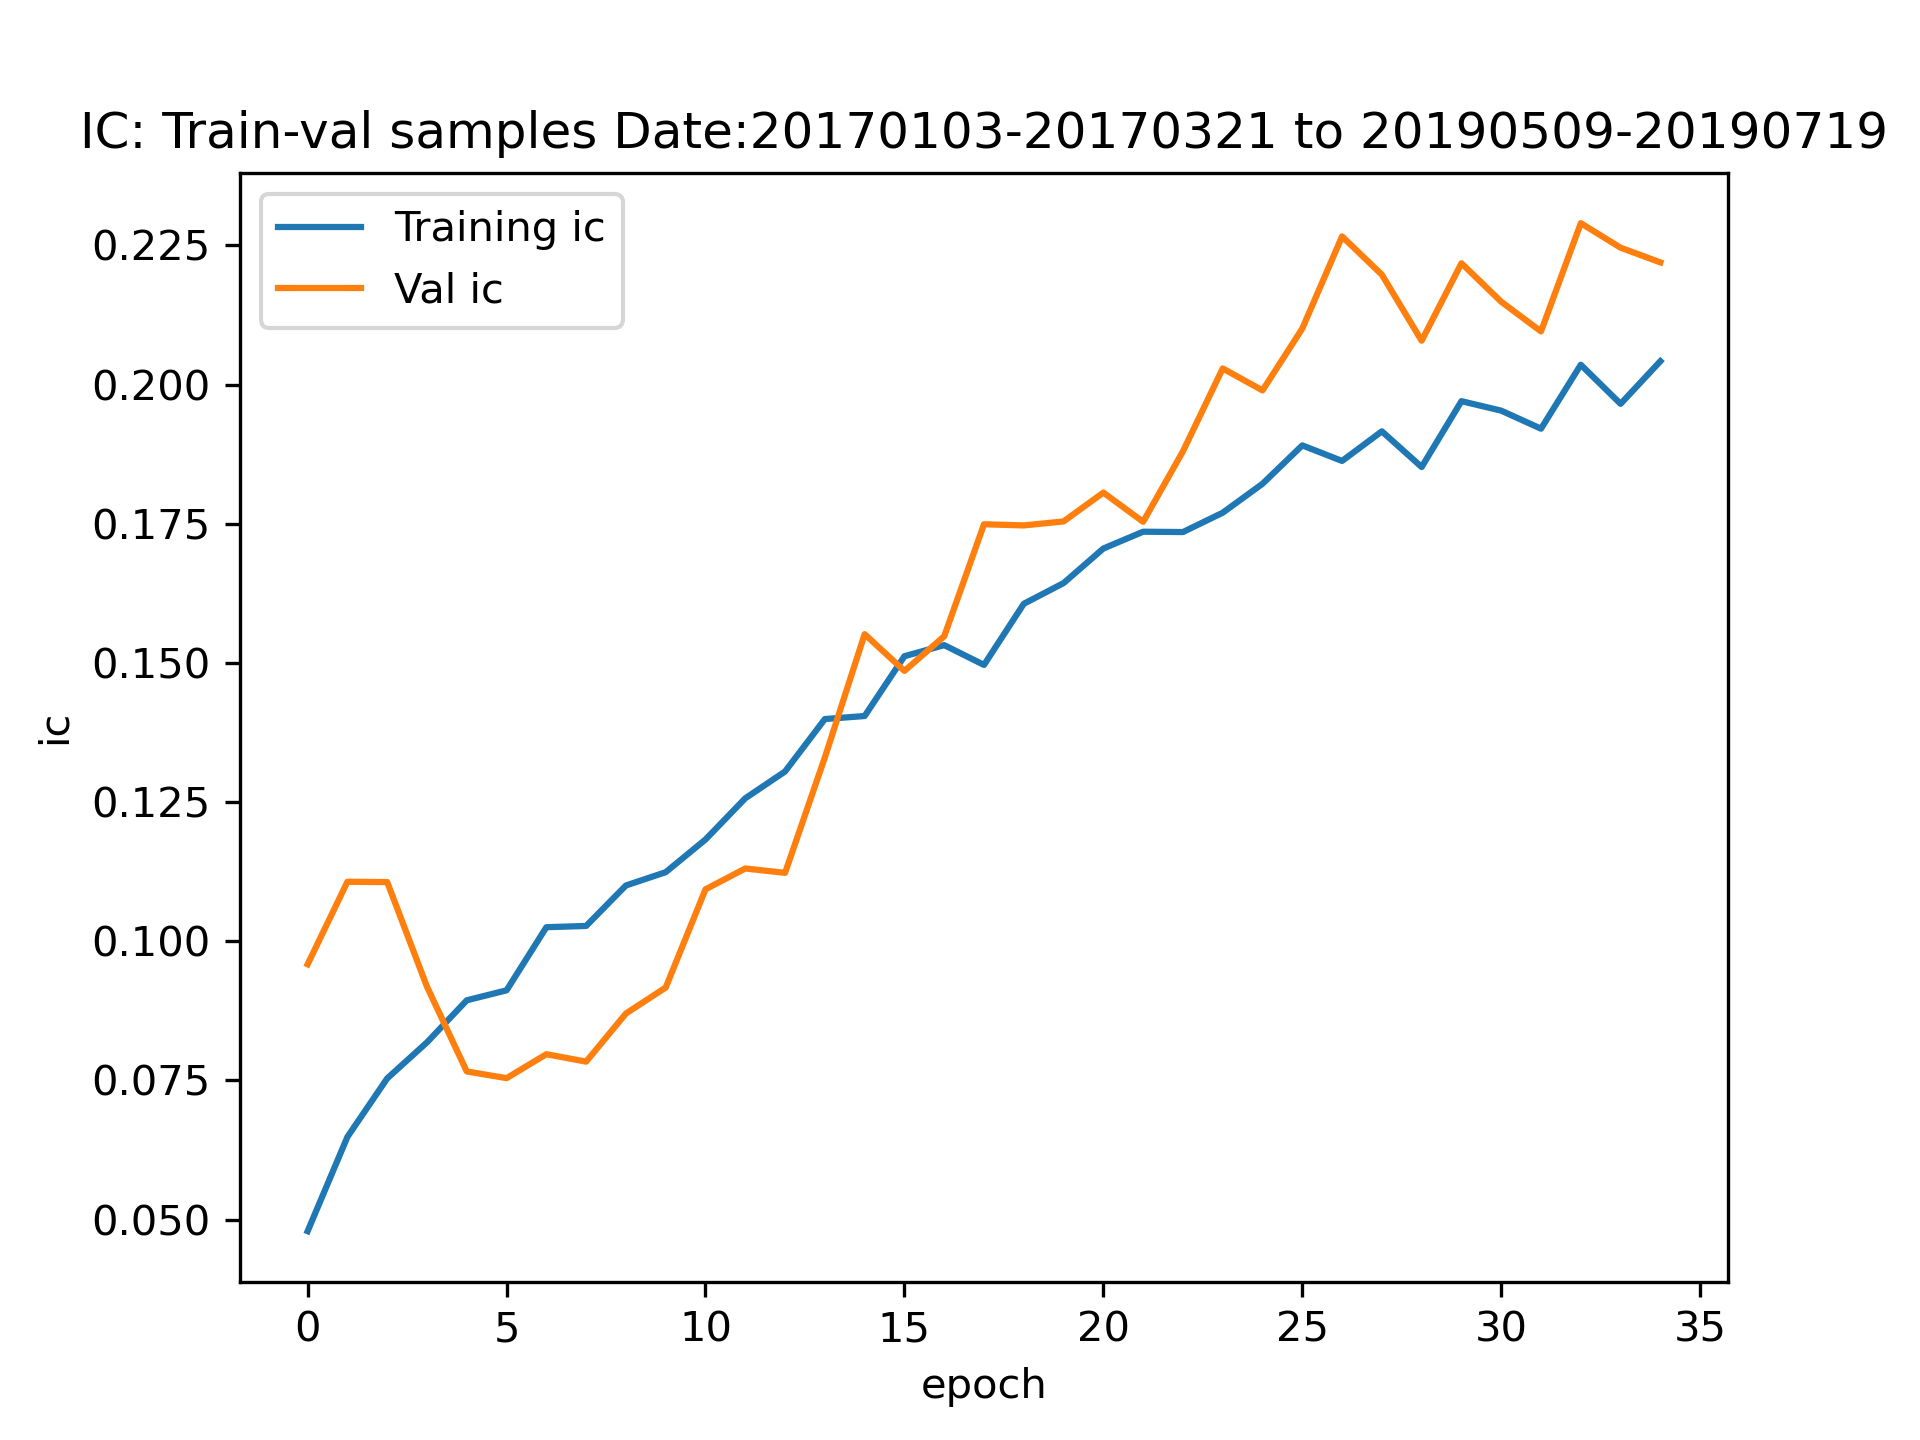 IC: Train-val samples Date:20170103-20170321 to 20190509-20190719
Training ic
Val ic
0.225
0.200
0.175
0.150
0.125
0.100
0.075
0.050
ic
0 5 10 15 20 25 30 35
epoch